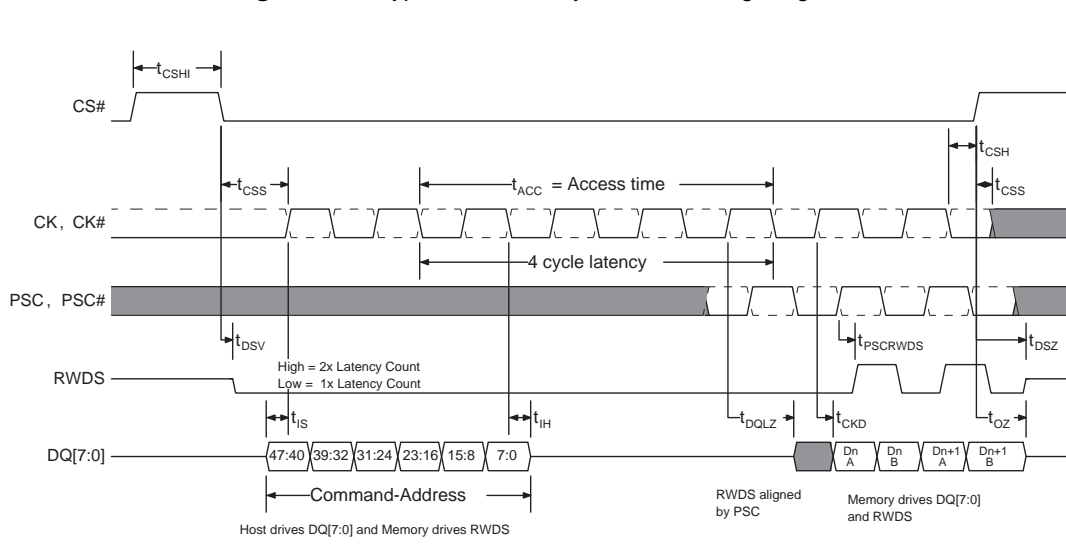 tCSHI
CS#
tCSH
tCSS
tACC = Access time
tCSS
CK, CK#
4 cycle latency
PSC, PSC#
tDSV
tPSCRWDS
tDSZ
High = 2x Latency Count
Low = 1x Latency Count
RWDS
tIS
tIH
tDQLZ
tCKD
tOZ
DQ[7:0]
47:40
39:32
31:24
23:16
15:8
7:0
Dn
A
Dn
B
Dn+1
A
Dn+1
B
Command-Address
RWDS aligned
by PSC
Memory drives DQ[7:0]
and RWDS
Host drives DQ[7:0] and Memory drives RWDS